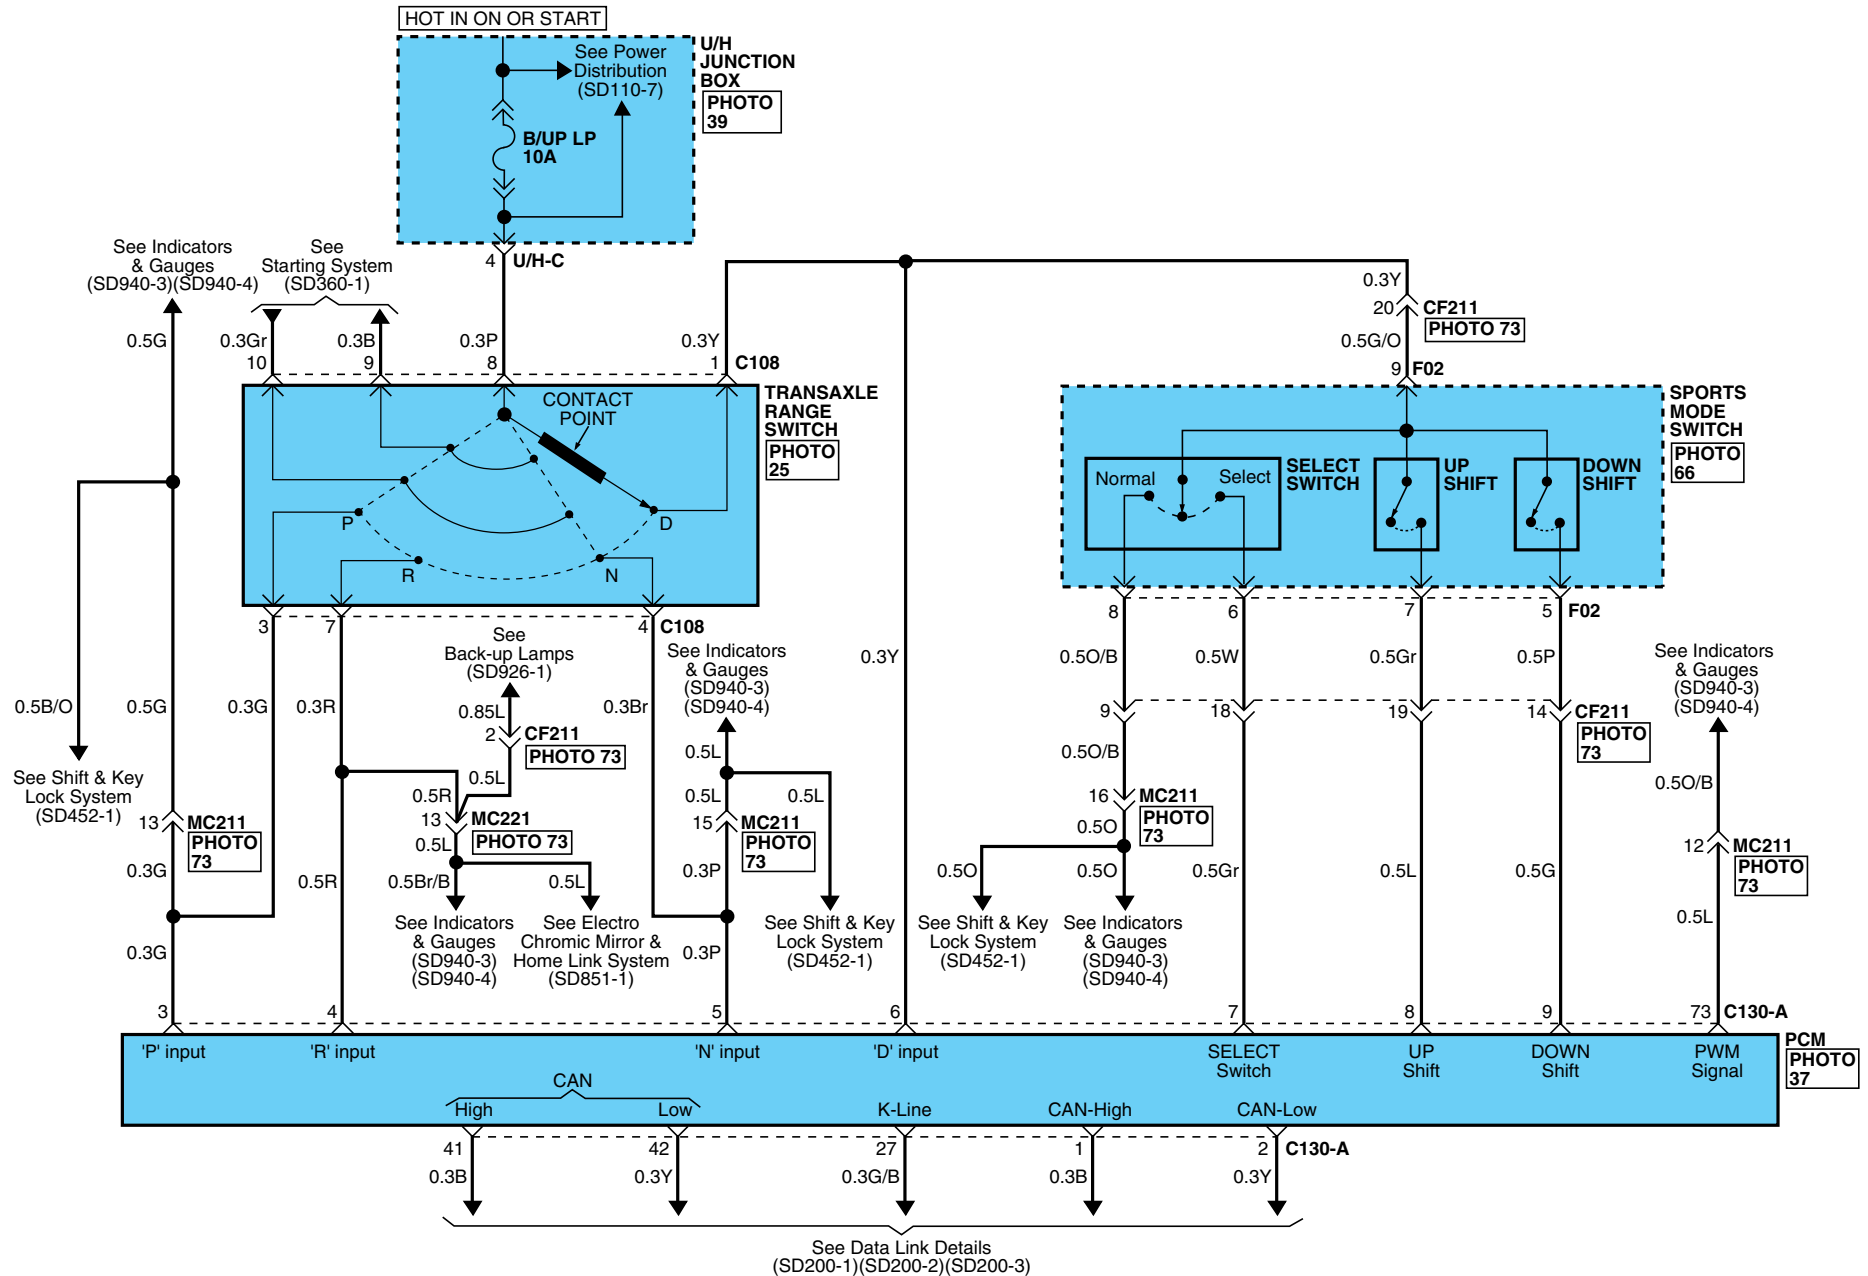 HOT IN ON OR START
See Power
Distribution
(SD110-7)
U/H
JUNCTION
BOX
PHOTO
39
B/UP LP
10A
4 U/H-C
See Indicators
& Gauges
(SD940-3)(SD940-4)
See
Starting System
(SD360-1)
0.5G
0.3Gr
0.3B
0.3P
0.3Y
10
9
8
1
C108
0.3Y
20
CF211
PHOTO 73
0.5G/O
9
F02
CONTACT
POINT
TRANSAXLE
RANGE
SWITCH
PHOTO
25
P
R
N
D
SPORTS
MODE
SWITCH
PHOTO
66
Normal
Select
SELECT
SWITCH
UP
SHIFT
DOWN
SHIFT
3
7
4
C108
8
6
7
5
F02
See
Back-up Lamps
(SD926-1)
See Indicators
& Gauges
(SD940-3)
(SD940-4)
0.3Y
0.5O/B
0.5W
0.5Gr
0.5P
See Indicators
& Gauges
(SD940-3)
(SD940-4)
0.5B/O
0.5G
0.3G
0.3R
0.85L
0.3Br
2
CF211
PHOTO 73
9
18
19
14
CF211
PHOTO
73
0.5L
0.5O/B
0.5L
0.5O/B
See Shift & Key
Lock System
(SD452-1)
0.5R
0.5L
0.5L
16
MC211
PHOTO
73
13
MC211
PHOTO
73
13
MC221
PHOTO 73
15
MC211
PHOTO
73
0.5O
12
MC211
PHOTO
73
0.5L
0.3G
0.5R
0.5Br/B
0.5L
0.3P
0.5O
0.5O
0.5Gr
0.5L
0.5G
0.5L
See Indicators
& Gauges
(SD940-3)
(SD940-4)
See Electro
Chromic Mirror &
Home Link System
(SD851-1)
See Shift & Key
Lock System
(SD452-1)
See Shift & Key
Lock System
(SD452-1)
See Indicators
& Gauges
(SD940-3)
(SD940-4)
0.3G
0.3P
3
4
5
6
7
8
9
73
C130-A
'P' input
'R' input
'N' input
'D' input
SELECT
Switch
UP
Shift
DOWN
Shift
PWM
Signal
PCM
PHOTO
37
CAN
High
Low
K-Line
CAN-High
CAN-Low
41
42
27
1
2
C130-A
0.3B
0.3Y
0.3G/B
0.3B
0.3Y
See Data Link Details
(SD200-1)(SD200-2)(SD200-3)